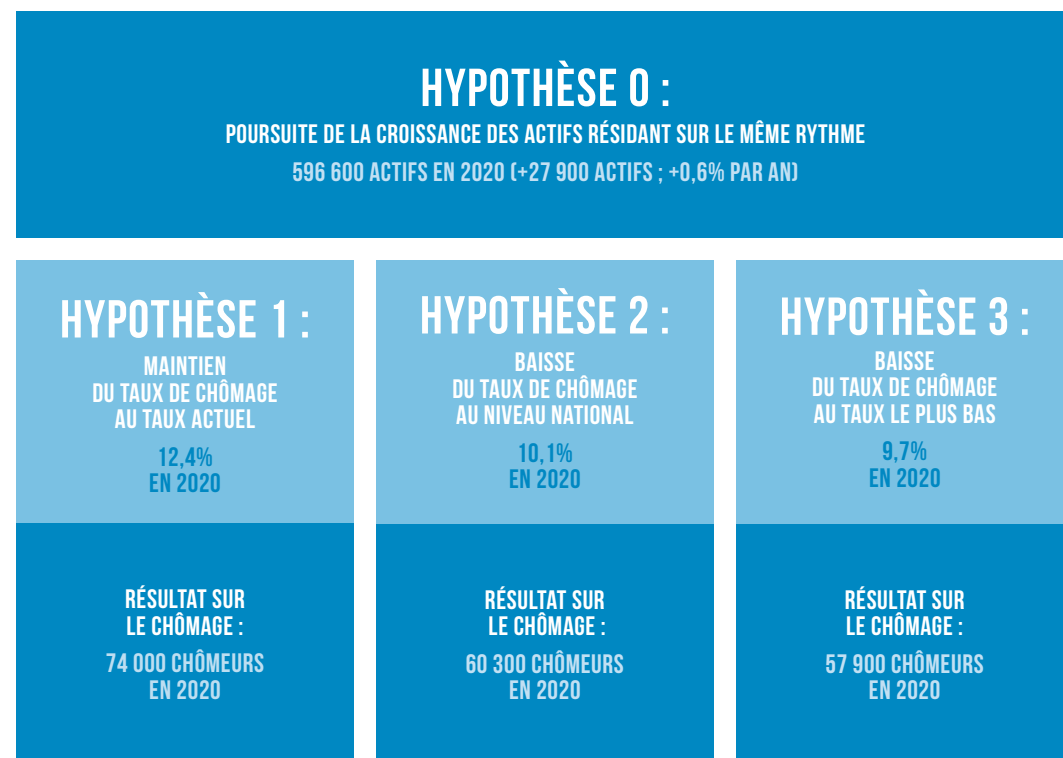 HYPOTHÈSE 0 :
POURSUITE DE LA CROISSANCE DES ACTIFS RÉSIDANT SUR LE MÊME RYTHME
596 600 ACTIFS EN 2020 (+27 900 ACTIFS ; +0,6% PAR AN)
HYPOTHÈSE 1 :
MAINTIEN
DU TAUX DE CHÔMAGE
AU TAUX ACTUEL
12,4%
EN 2020
RÉSULTAT SUR
LE CHÔMAGE :
74 000 CHÔMEURS
EN 2020
HYPOTHÈSE 2 :
BAISSE
DU TAUX DE CHÔMAGE
AU NIVEAU NATIONAL
10,1%
EN 2020
RÉSULTAT SUR
LE CHÔMAGE :
60 300 CHÔMEURS
EN 2020
HYPOTHÈSE 3 :
BAISSE
DU TAUX DE CHÔMAGE
AU TAUX LE PLUS BAS
9,7%
EN 2020
RÉSULTAT SUR
LE CHÔMAGE :
57 900 CHÔMEURS
EN 2020